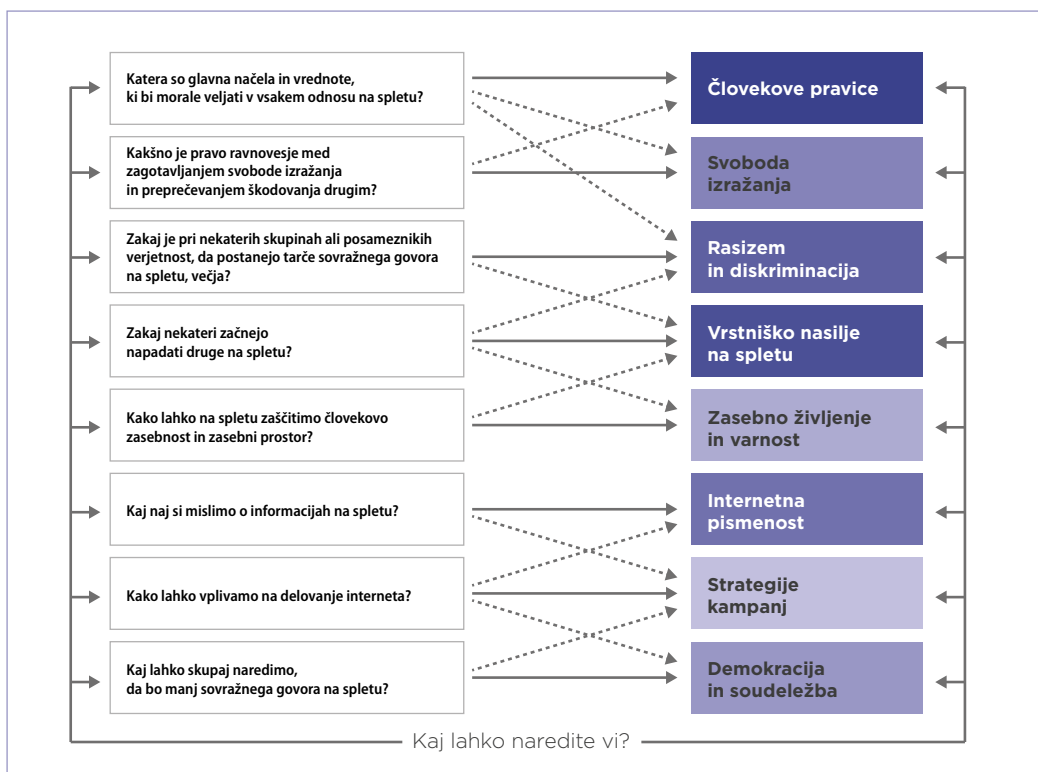 Katera so glavna načela in vrednote,
ki bi morale veljati v vsakem odnosu na spletu?
Človekove pravice
Kakšno je pravo ravnovesje med
zagotavljanjem svobode izražanja
in preprečevanjem škodovanja drugim?
Svoboda
izražanja
Zakaj je pri nekaterih skupinah ali posameznikih
verjetnost, da postanejo tarče sovražnega govora
na spletu, večja?
Rasizem
in diskriminacija
Zakaj nekateri začnejo
napadati druge na spletu?
Vrstniško nasilje
na spletu
Kako lahko na spletu zaščitimo človekovo
zasebnost in zasebni prostor?
Zasebno življenje
in varnost
Kaj naj si mislimo o informacijah na spletu?
Internetna
pismenost
Kako lahko vplivamo na delovanje interneta?
Strategije
kampanj
Kaj lahko skupaj naredimo,
da bo manj sovražnega govora na spletu?
Demokracija
in soudeležba
Kaj lahko naredite vi?